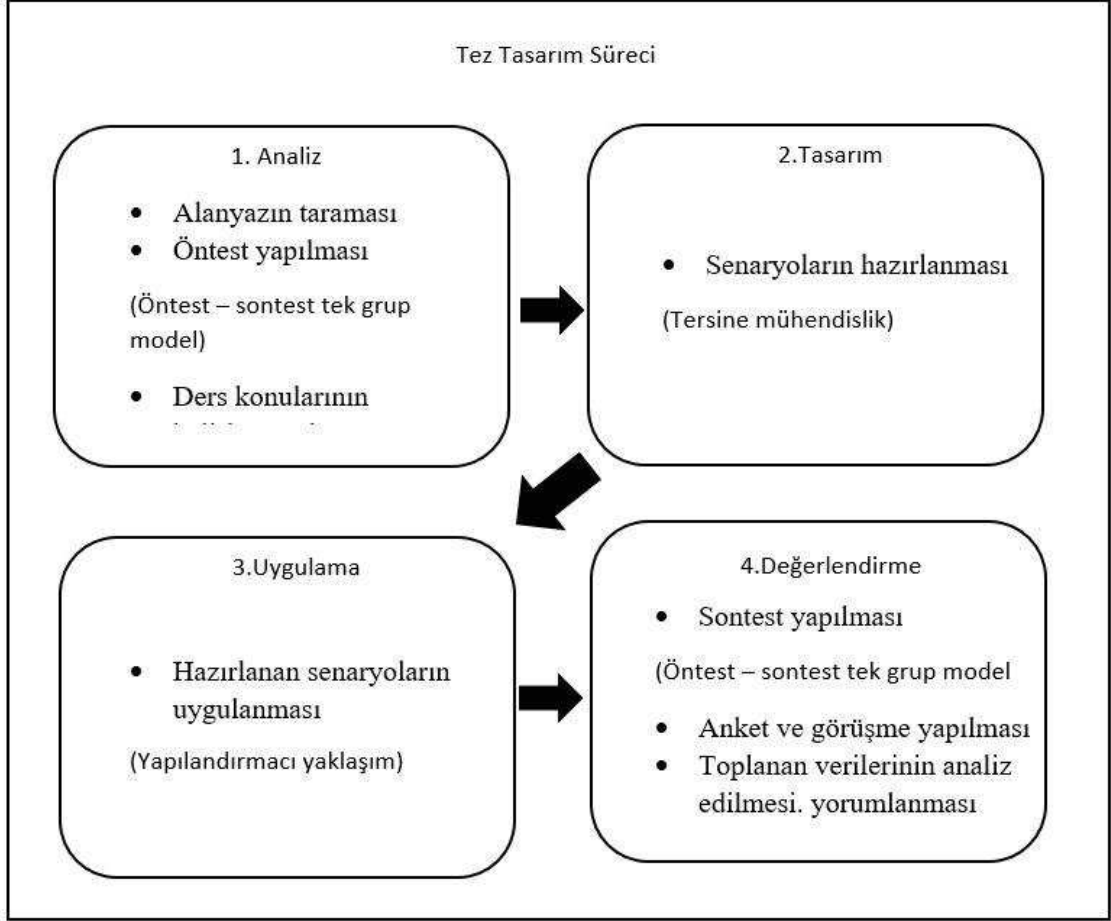 Tez Tasarım Süreci
1. Analiz
• Alanyazın taraması
• Öntest yapılması
(Öntest – sontest tek grup
model)
• Ders konularının
2.Tasarım
• Senaryoların hazırlanması
(Tersine mühendislik)
3.Uygulama
• Hazırlanan senaryoların
uygulanması
(Yapılandırmacı yaklaşım)
4.Değerlendirme
• Sontest yapılması
(Öntest – sontest tek grup model
• Anket ve görüşme yapılması
• Toplanan verilerinin analiz
edilmesi. yorumlanması